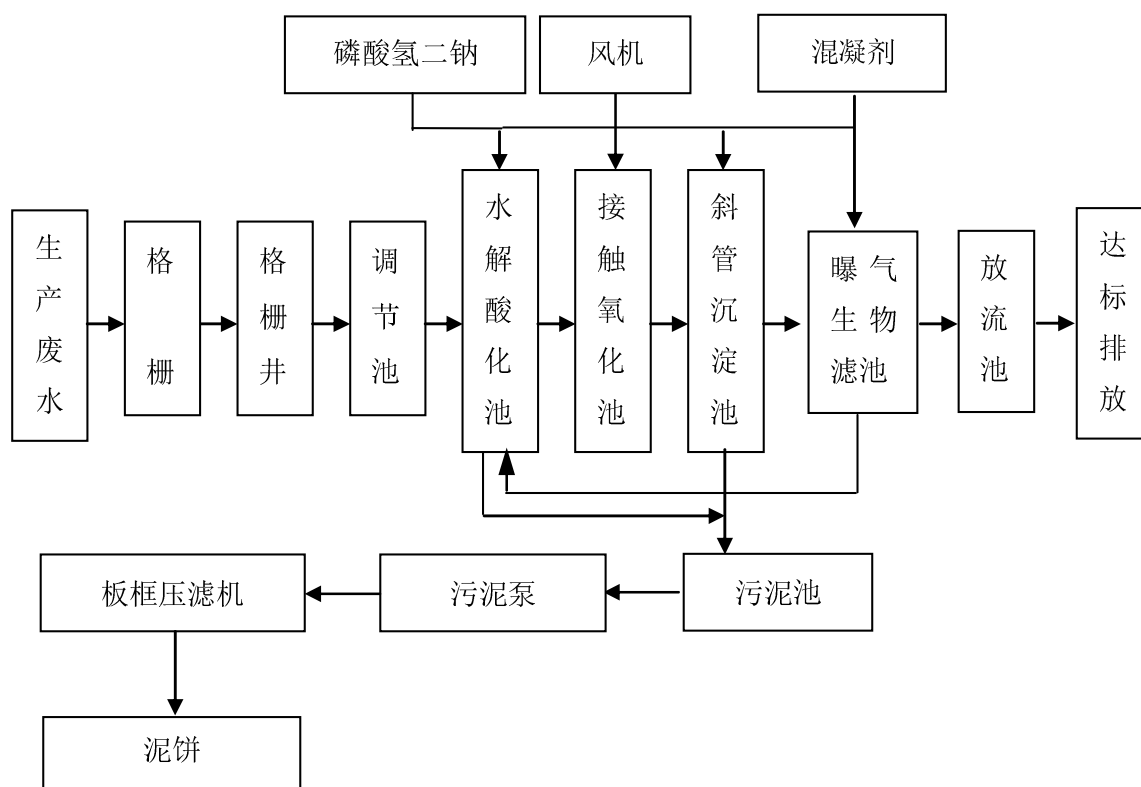 磷酸氢二钠
风机
混凝剂
生产废水
格栅
格栅井
调节池
水解酸化池
接触氧化池
斜管沉淀池
曝气
生物
滤池
放流池
达标排放
板框压滤机
污泥泵
污泥池
泥饼